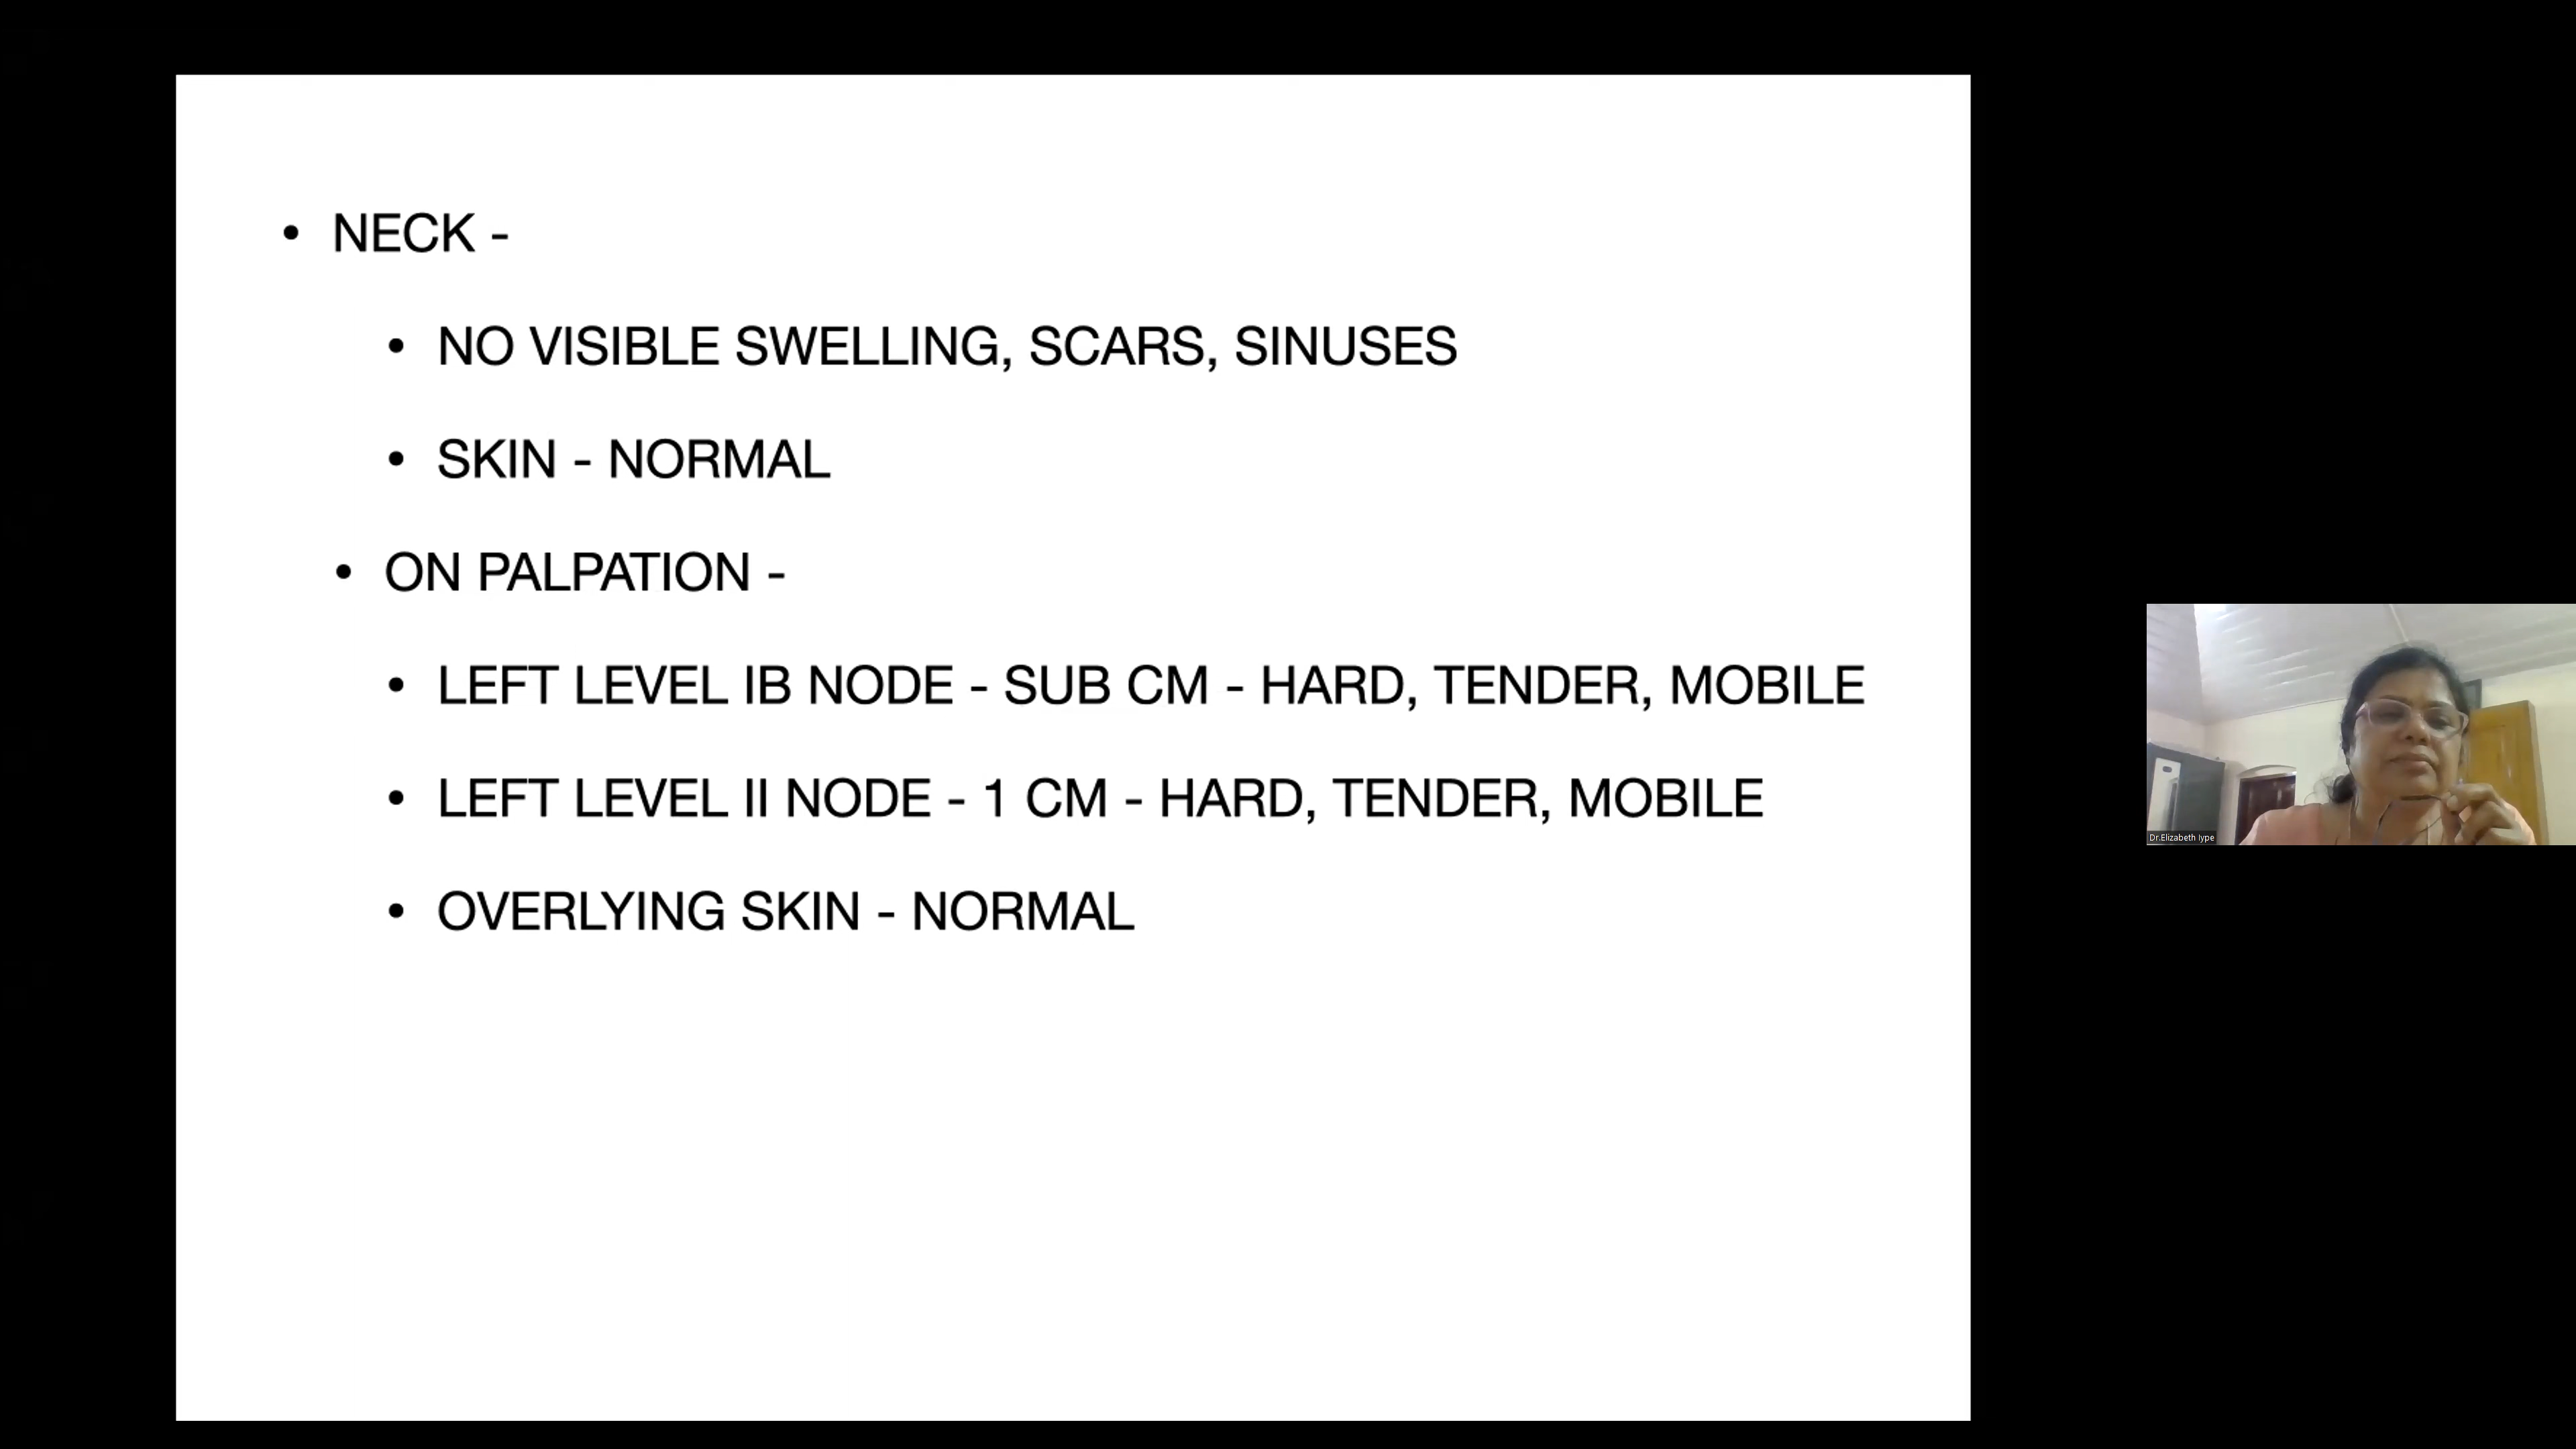 • NECK -
• NO VISIBLE SWELLING, SCARS, SINUSES
• SKIN - NORMAL
• ON PALPATION -
• LEFT LEVEL IB NODE - SUB CM - HARD, TENDER, MOBILE
• LEFT LEVEL II NODE - 1 CM - HARD, TENDER, MOBILE
• OVERLYING SKIN - NORMAL
Dr.Elizabeth Iype